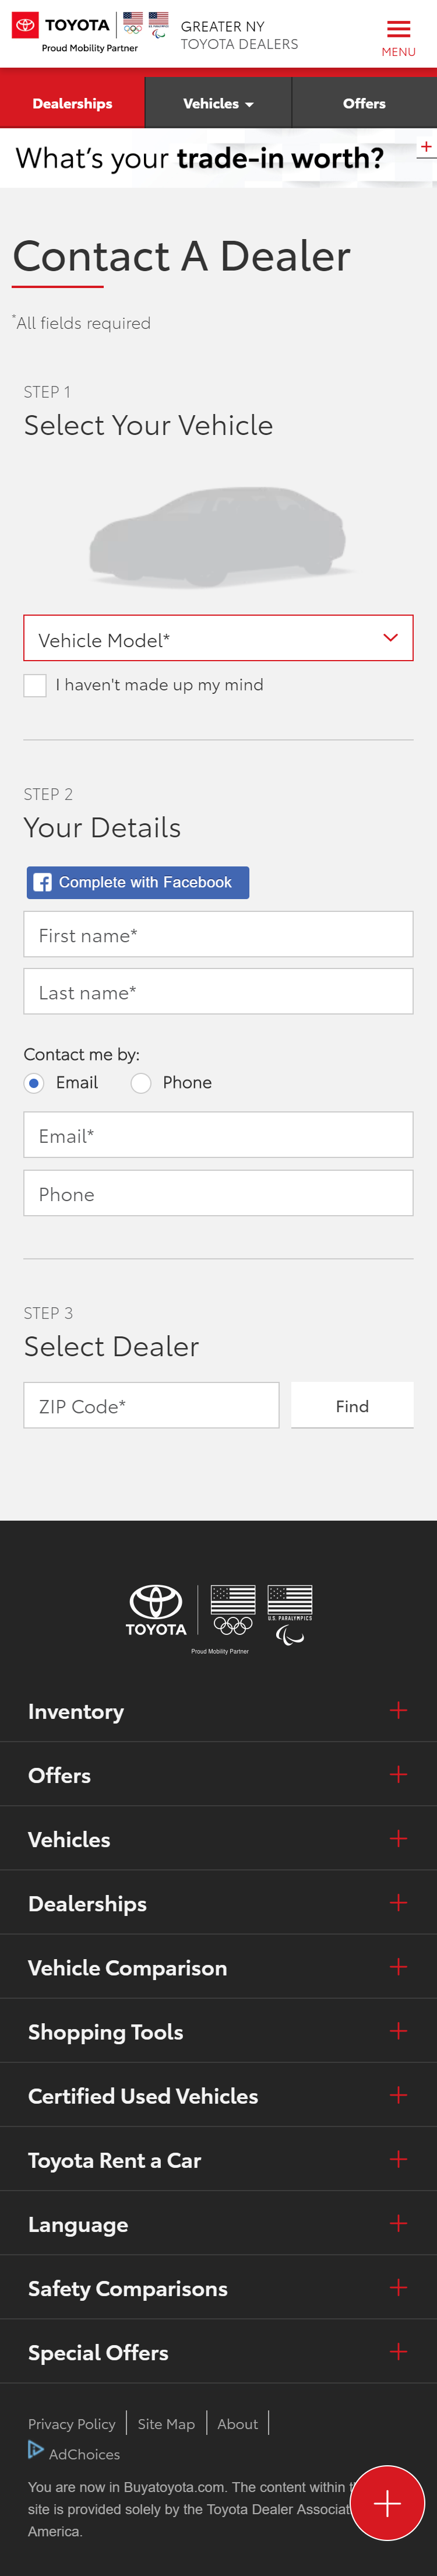 TOYOTA
Proud Mobility Partner
GREATER NY
TOYOTA DEALERS
MENU
Dealerships
Vehicles
Offers
What's your trade-in worth?
Contact A Dealer
*All fields required
STEP 1
Select Your Vehicle
Vehicle Model*
I haven't made up my mind
STEP 2
Your Details
Complete with Facebook
First name*
Last name*
Contact me by:
Email Phone
Email*
Phone
STEP 3
Select Dealer
ZIP Code*
Find
TOYOTA
U.S. PARALYMPICS
Proud Mobility Partner
Inventory
Offers
Vehicles
Dealerships
Vehicle Comparison
Shopping Tools
Certified Used Vehicles
Toyota Rent a Car
Language
Safety Comparisons
Special Offers
Privacy Policy
Site Map
About
AdChoices
You are now in Buyatoyota.com. The content within
site is provided solely by the Toyota Dealer
America.